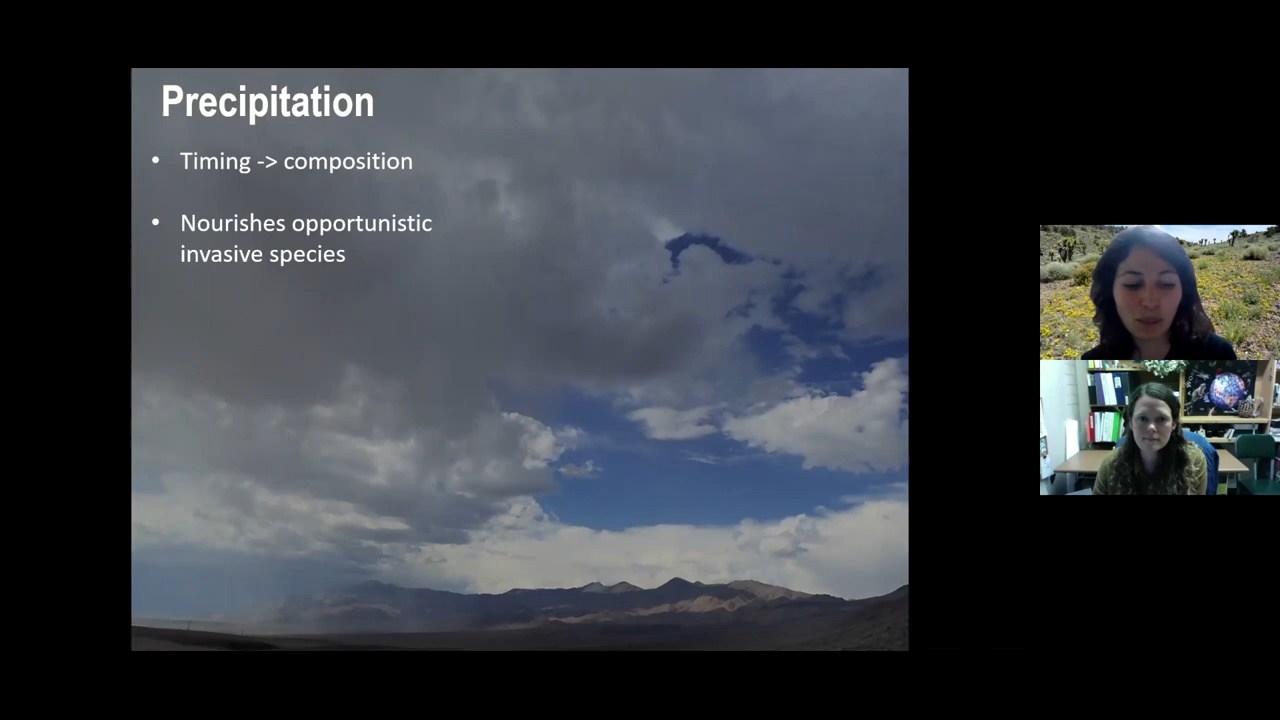 Precipitation
• Timing -> composition
• Nourishes opportunistic
invasive species